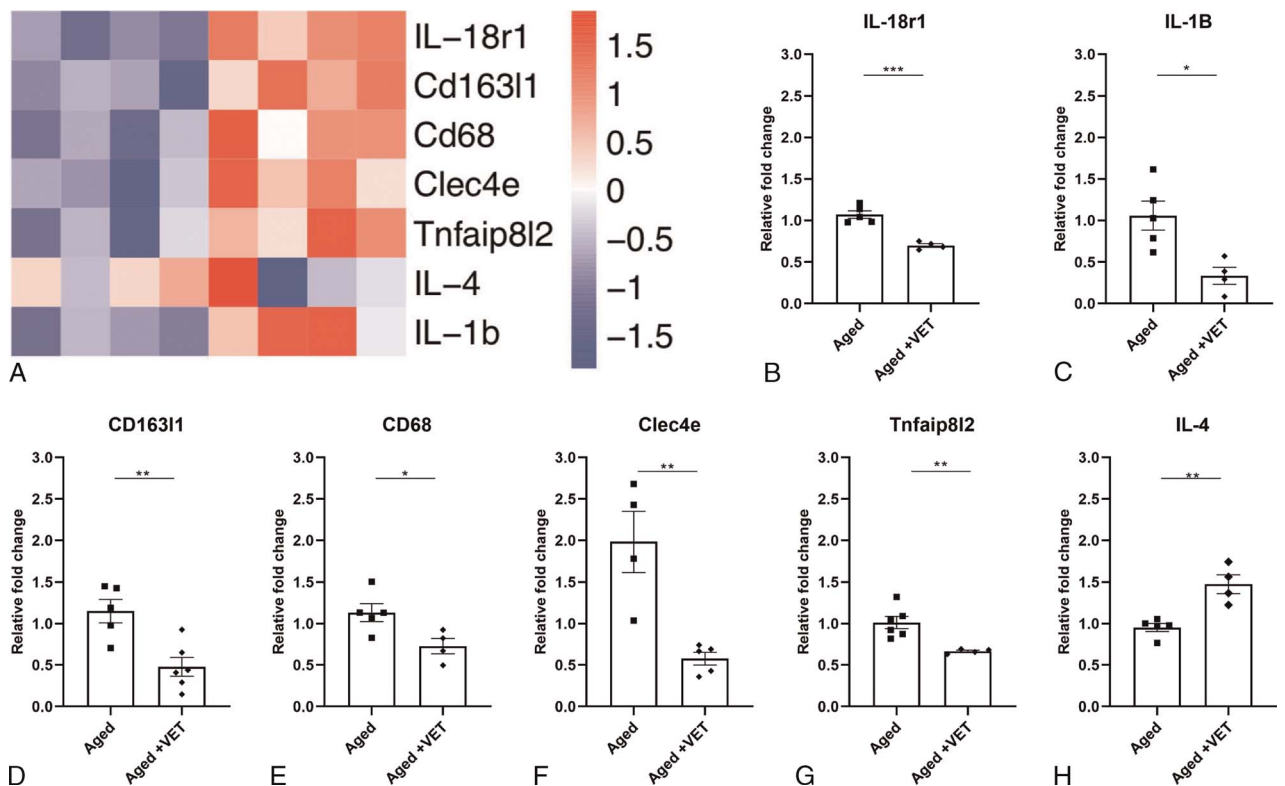 IL-18r1
Cd163l1
Cd68
Clec4e
Tnfaip8l2
IL-4
IL-1b
1.5
1
0.5
0
−0.5
−1
−1.5
A
IL-18r1
Relative fold change
3.0
2.5
2.0
1.5
1.0
0.5
0.0
***
Aged
Aged +VET
B
IL-1B
Relative fold change
3.0
2.5
2.0
1.5
1.0
0.5
0.0
*
Aged
Aged +VET
C
CD163l1
Relative fold change
3.0
2.5
2.0
1.5
1.0
0.5
0.0
**
Aged
Aged +VET
D
CD68
Relative fold change
3.0
2.5
2.0
1.5
1.0
0.5
0.0
*
Aged
Aged +VET
E
Clec4e
Relative fold change
3.0
2.5
2.0
1.5
1.0
0.5
0.0
**
Aged
Aged +VET
F
Tnfaip8l2
Relative fold change
3.0
2.5
2.0
1.5
1.0
0.5
0.0
**
Aged
Aged +VET
G
IL-4
Relative fold change
3.0
2.5
2.0
1.5
1.0
0.5
0.0
**
Aged
Aged +VET
H